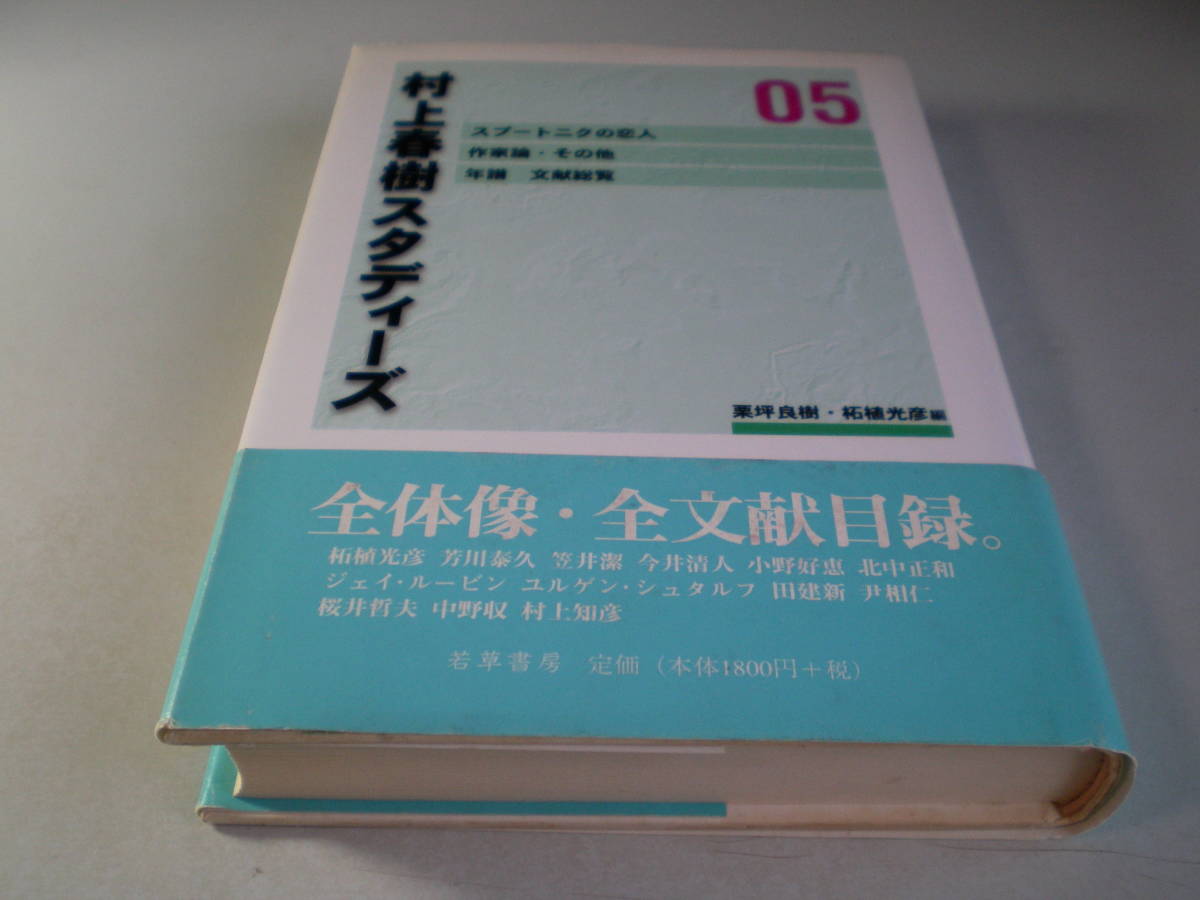 村上春樹スタディーズ
05
スプートニクの恋人
作家論・その他
年譜　文献総覧
栗坪良樹・柘植光彦編
全体像・全文献目録。
柘植光彦 芳川泰久 笠井潔 今井清人 小野好恵 北中正和
ジェイ・ルービン ユルゲン・シュタルフ 田建新 尹相仁
桜井哲夫 中野収 村上知彦
若草書房　定価（本体1800円＋税）